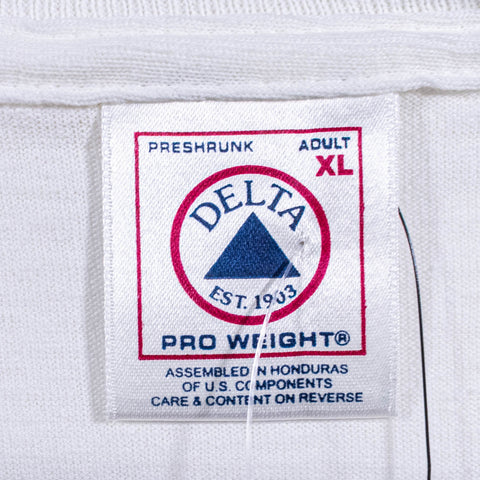 PRESHRUNK ADULT
XL
DELTA
EST. 1903
PRO WEIGHT®
ASSEMBLED IN HONDURAS
OF U.S. COMPONENTS
CARE & CONTENT ON REVERSE